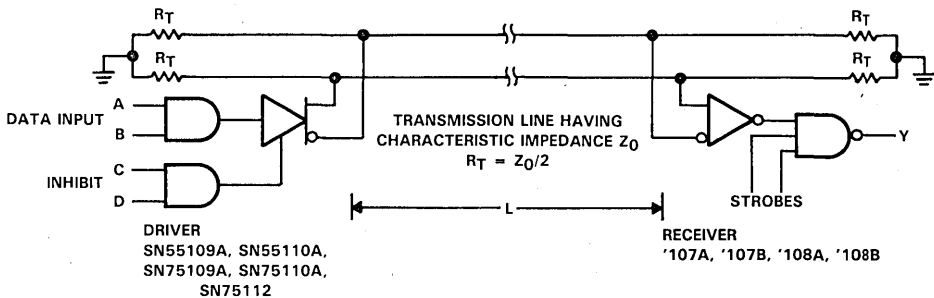 RT
RT
RT
RT
DATA INPUT
A
B
INHIBIT
C
D
TRANSMISSION LINE HAVING
CHARACTERISTIC IMPEDANCE Z0
RT = Z0/2
L
Y
STROBES
DRIVER
SN55109A, SN55110A,
SN75109A, SN75110A,
SN75112
RECEIVER
'107A, '107B, '108A, '108B